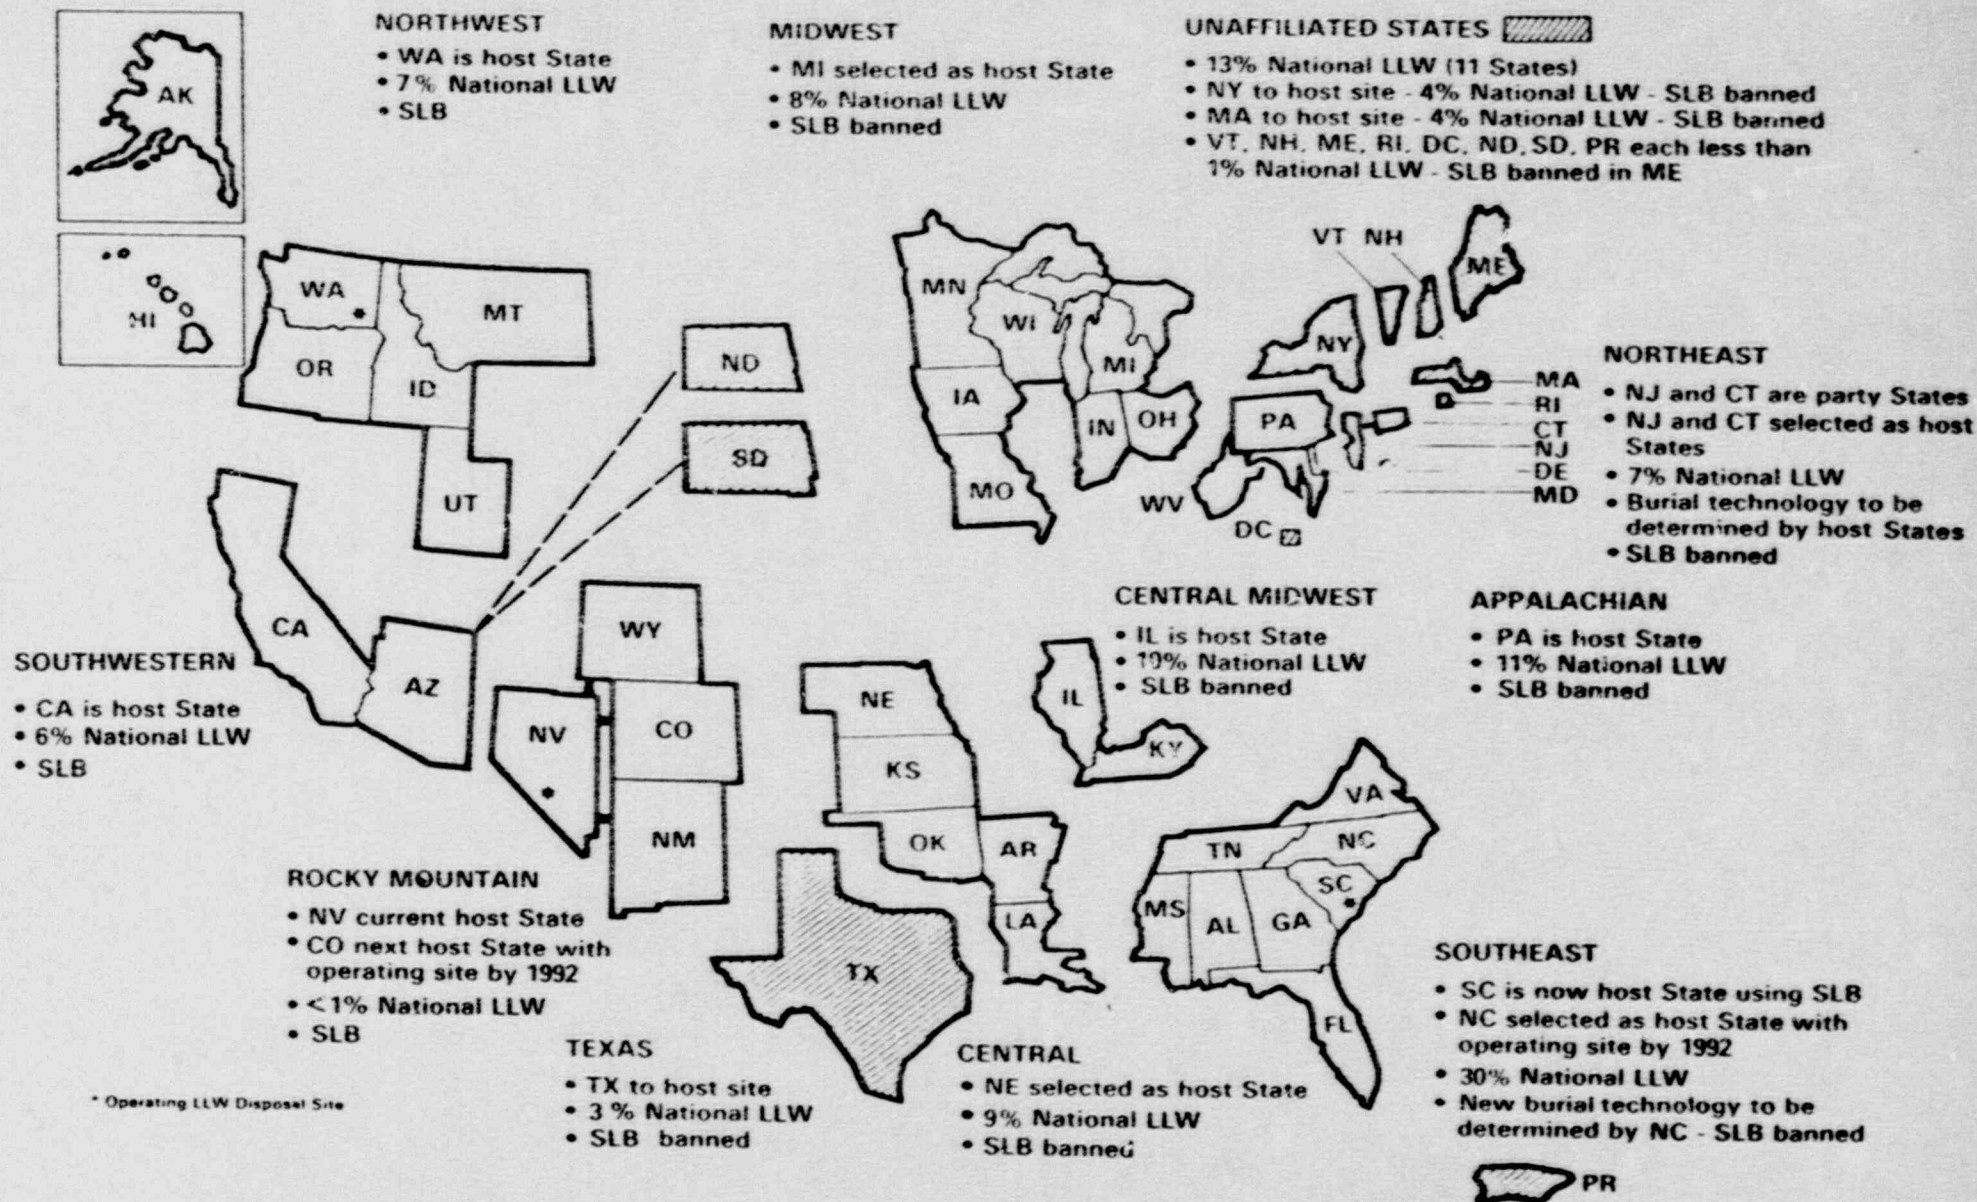 NORTHWEST
• WA is host State
• 7% National LLW
• SLB
MIDWEST
• MI selected as host State
• 8% National LLW
• SLB banned
UNAFFILIATED STATES
• 13% National LLW (11 States)
• NY to host site - 4% National LLW - SLB banned
• MA to host site - 4% National LLW - SLB banned
• VT, NH, ME, RI, DC, ND, SD, PR each less than
1% National LLW - SLB banned in ME
AK
HI
WA
MT
OR
ID
UT
ND
SD
MN
WI
MI
IA
IN
OH
MO
VT NH
ME
NY
PA
WV
DC
MA
RI
CT
NJ
DE
MD
NORTHEAST
• NJ and CT are party States
• NJ and CT selected as host
States
• 7% National LLW
• Burial technology to be
determined by host States
• SLB banned
CA
AZ
SOUTHWESTERN
• CA is host State
• 6% National LLW
• SLB
WY
NV
CO
NM
CENTRAL MIDWEST
• IL is host State
• 10% National LLW
• SLB banned
APPALACHIAN
• PA is host State
• 11% National LLW
• SLB banned
IL
KY
NE
KS
OK
AR
LA
TX
VA
TN
NC
SC
MS
AL
GA
FL
ROCKY MOUNTAIN
• NV current host State
• CO next host State with
operating site by 1992
• <1% National LLW
• SLB
TEXAS
• TX to host site
• 3% National LLW
• SLB banned
CENTRAL
• NE selected as host State
• 9% National LLW
• SLB banned
SOUTHEAST
• SC is now host State using SLB
• NC selected as host State with
operating site by 1992
• 30% National LLW
• New burial technology to be
determined by NC - SLB banned
PR
* Operating LLW Disposal Site